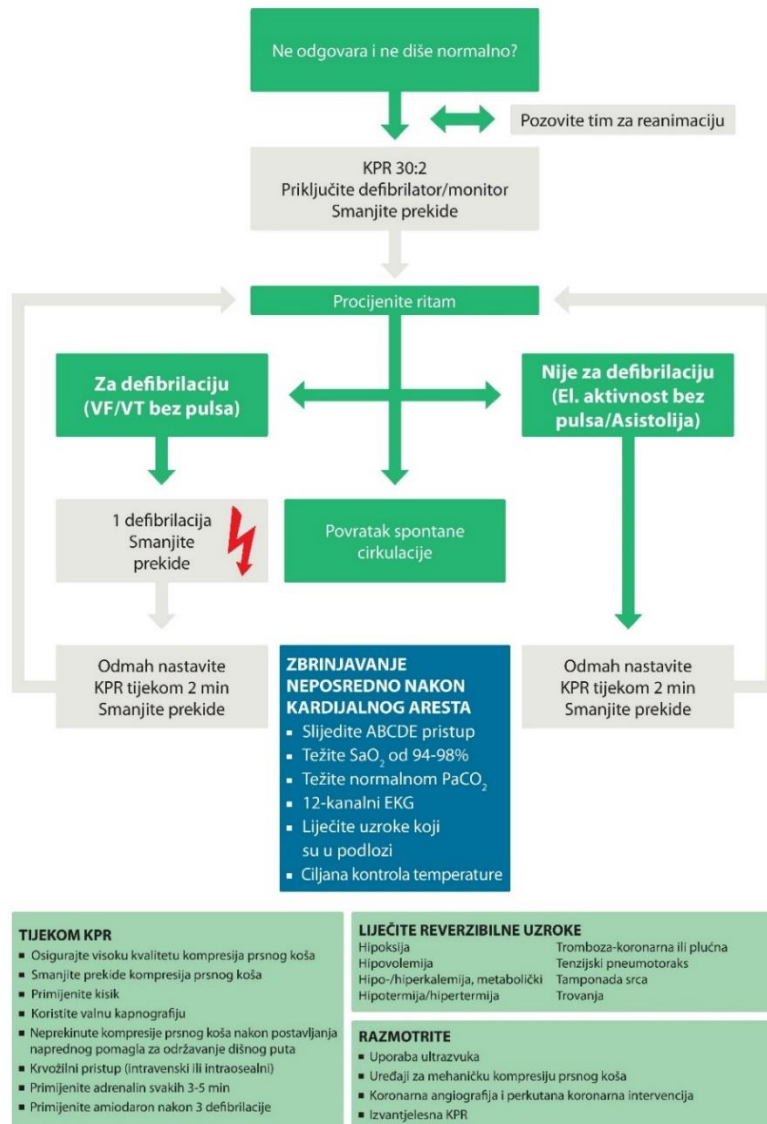 Ne odgovara i ne diše normalno?
Pozovite tim za reanimaciju
KPR 30:2
Priključite defibrilator/monitor
Smanjite prekide
Procijenite ritam
Za defibrilaciju
(VF/VT bez pulsa)
Nije za defibrilaciju
(El. aktivnost bez
pulsa/Asistolija)
1 defibrilacija
Smanjite
prekide
Povratak spontane
cirkulacije
Odmah nastavite
KPR tijekom 2 min
Smanjite prekide
ZBRINJAVANJE
NEPOSREDNO NAKON
KARDIJALNOG ARESTA
▪ Slijedite ABCDE pristup
▪ Težite SaO₂ od 94-98%
▪ Težite normalnom PaCO₂
▪ 12-kanalni EKG
▪ Liječite uzroke koji
su u podlozi
▪ Ciljana kontrola temperature
Odmah nastavite
KPR tijekom 2 min
Smanjite prekide
TIJEKOM KPR
▪ Osigurajte visoku kvalitetu kompresija prsnog koša
▪ Smanjite prekide kompresija prsnog koša
▪ Primijenite kisik
▪ Koristite valnu kapnografiju
▪ Neprekinute kompresije prsnog koša nakon postavljanja
naprednog pomagla za održavanje dišnog puta
▪ Krvožilni pristup (intravenski ili intraosealni)
▪ Primijenite adrenalin svakih 3-5 min
▪ Primijenite amiodaron nakon 3 defibrilacije
LIJEČITE REVERZIBILNE UZROKE
Hipoksija
Hipovolemija
Hipo-/hiperkalemija, metabolički
Hipotermija/hipertermija
Tromboza-koronarna ili plućna
Tenzijski pneumotoraks
Tamponada srca
Trovanja
RAZMOTRITE
▪ Uporaba ultrazvuka
▪ Uređaji za mehaničku kompresiju prsnog koša
▪ Koronarna angiografija i perkutana koronarna intervencija
▪ Izvantjelesna KPR